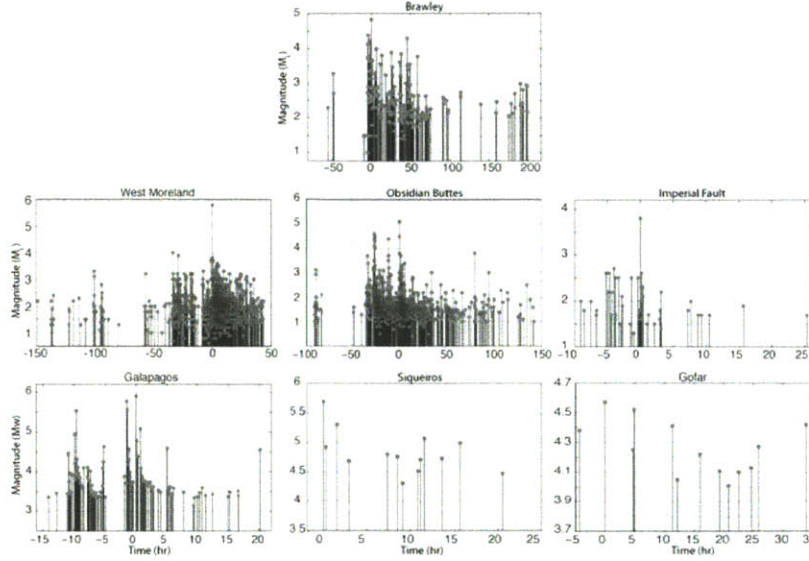 Brawley
5
4
3
2
1
Magnitude (ML)
-50 0 50 100 150 200
West Moreland
6
5
4
3
2
1
Magnitude (ML)
-150 -100 -50 0 50
Obsidian Buttes
6
5
4
3
2
1
-100 -50 0 50 100 150
Imperial Fault
4
3
2
1
-10 -5 0 5 10 15 20 25
Galapagos
6
5
4
3
Magnitude (Mw)
-15 -10 -5 0 5 10 15 20
Time (hr)
Siqueiros
6
5.5
5
4.5
4
3.5
0 5 10 15 20 25
Time (hr)
Gofar
4.7
4.5
4.3
4.1
3.9
3.7
-5 0 5 10 15 20 25 30
Time (hr)